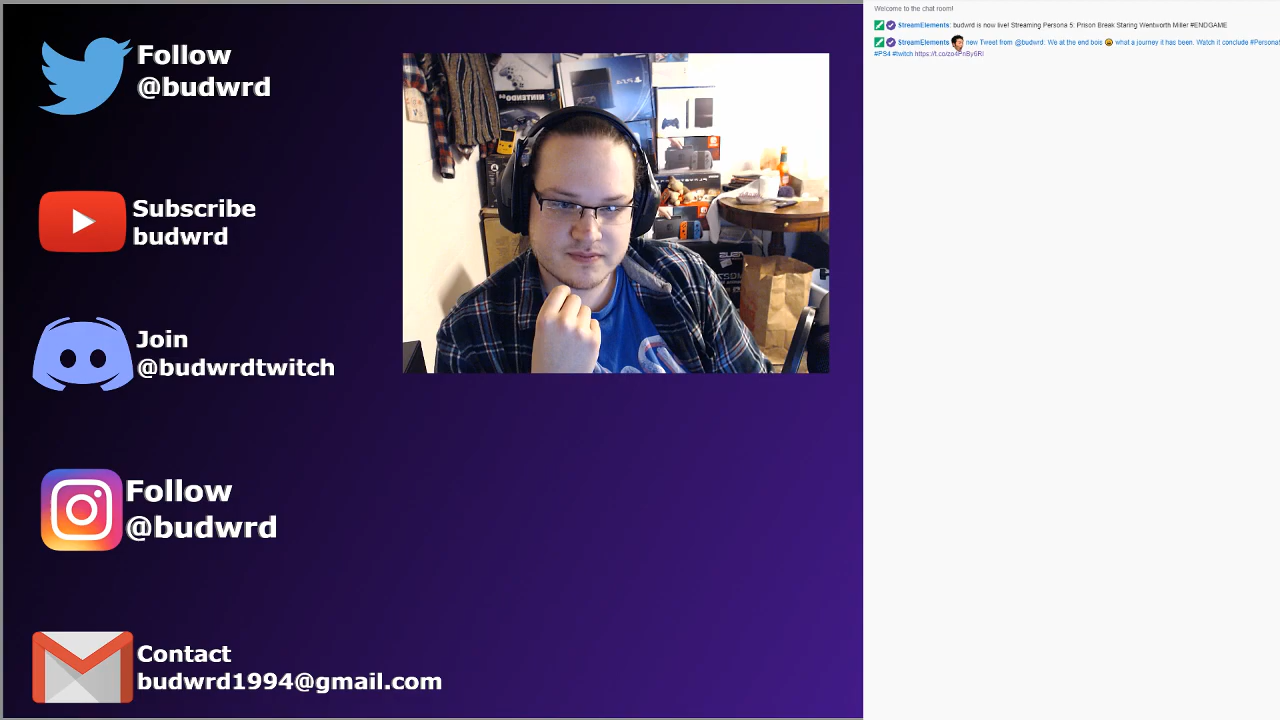 Follow
@budwrd
Subscribe
budwrd
Join
@budwrdtwitch
Follow
@budwrd
Contact
budwrd1994@gmail.com
PS4
NINTENDO
Welcome to the chat room!
StreamElements: budwrd is now live! Streaming Persona 5: Prison Break Staring Wentworth Miller #ENDGAME
StreamElements new Tweet from @budwrd: We at the end bois what a journey it has been. Watch it conclude #Persona5
#PS4 #twitch